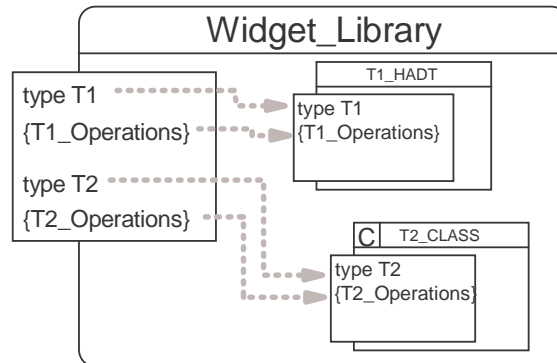 Widget_Library
type T1
{T1_Operations}
type T2
{T2_Operations}
T1_HADT
type T1
{T1_Operations}
C T2_CLASS
type T2
{T2_Operations}